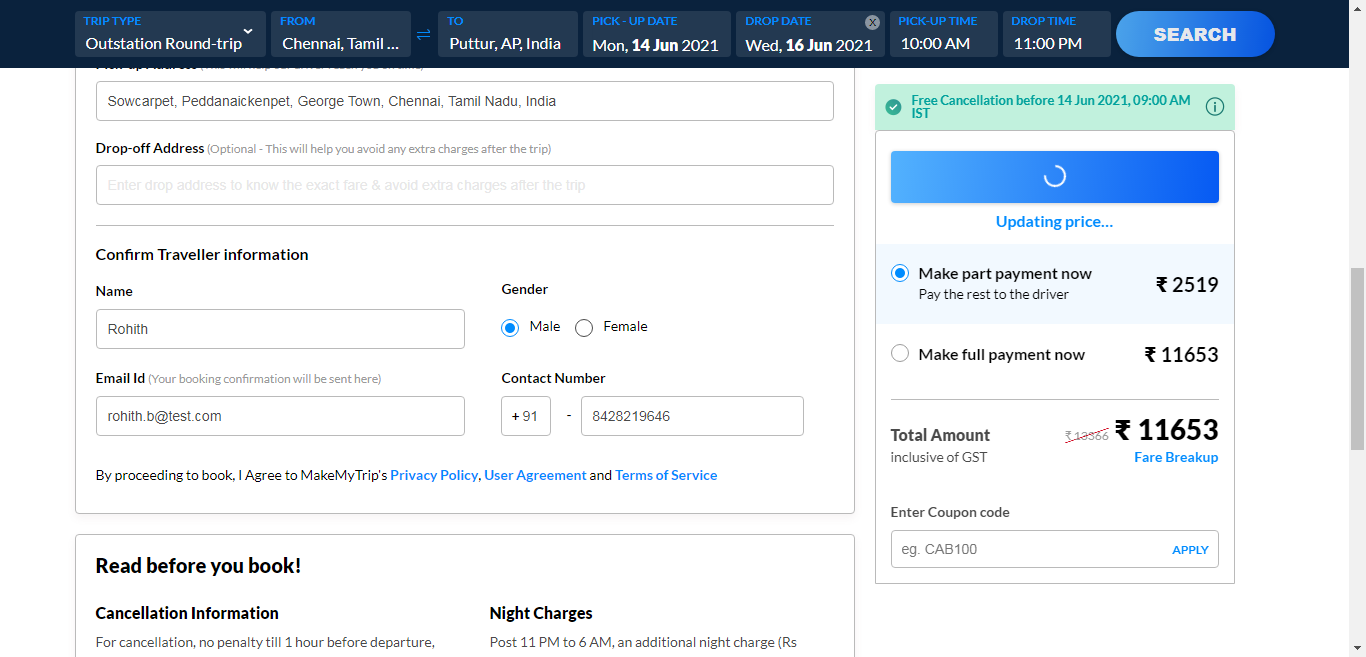 TRIP TYPE
Outstation Round-trip
FROM
Chennai, Tamil ...
TO
Puttur, AP, India
PICK - UP DATE
Mon, 14 Jun 2021
DROP DATE
X
Wed, 16 Jun 2021
PICK-UP TIME
10:00 AM
DROP TIME
11:00 PM
SEARCH
Sowcarpet, Peddanaickenpet, George Town, Chennai, Tamil Nadu, India
Drop-off Address (Optional - This will help you avoid any extra charges after the trip)
Enter drop address to know the exact fare & avoid extra charges after the trip
Confirm Traveller information
Name
Rohith
Gender
Male
Female
Email Id (Your booking confirmation will be sent here)
rohith.b@test.com
Contact Number
+ 91
-
8428219646
By proceeding to book, I Agree to MakeMyTrip's Privacy Policy, User Agreement and Terms of Service
Read before you book!
Cancellation Information
For cancellation, no penalty till 1 hour before departure,
Night Charges
Post 11 PM to 6 AM, an additional night charge (Rs
Free Cancellation before 14 Jun 2021, 09:00 AM
IST
Updating price...
Make part payment now
Pay the rest to the driver
₹ 2519
Make full payment now
₹ 11653
Total Amount
inclusive of GST
₹ 13366 ₹ 11653
Fare Breakup
Enter Coupon code
eg. CAB100
APPLY